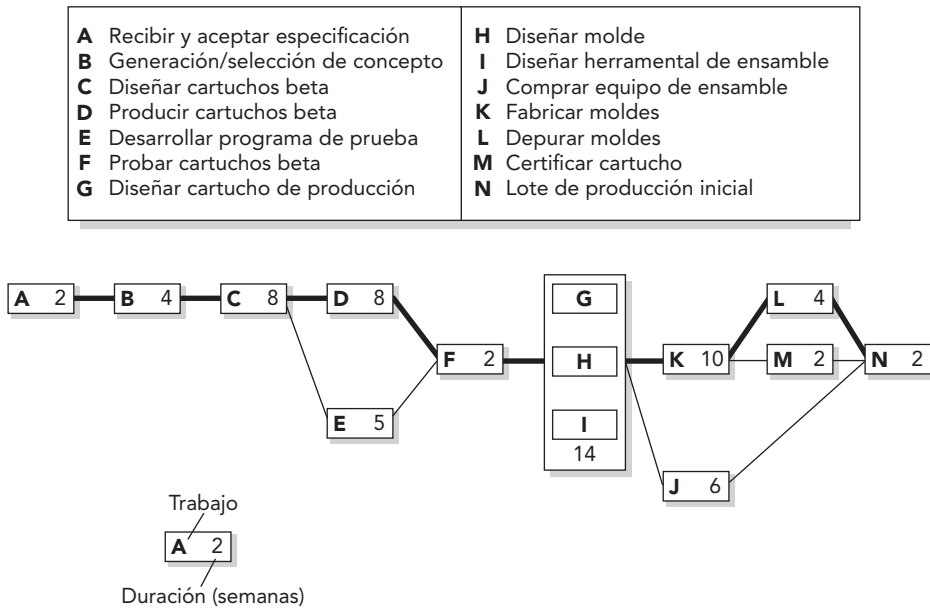 A Recibir y aceptar especificación
B Generación/selección de concepto
C Diseñar cartuchos beta
D Producir cartuchos beta
E Desarrollar programa de prueba
F Probar cartuchos beta
G Diseñar cartucho de producción
H Diseñar molde
I Diseñar herramental de ensamble
J Comprar equipo de ensamble
K Fabricar moldes
L Depurar moldes
M Certificar cartucho
N Lote de producción inicial
A 2
B 4
C 8
D 8
E 5
F 2
G
H
I
14
K 10
L 4
M 2
N 2
J 6
Trabajo
A 2
Duración (semanas)